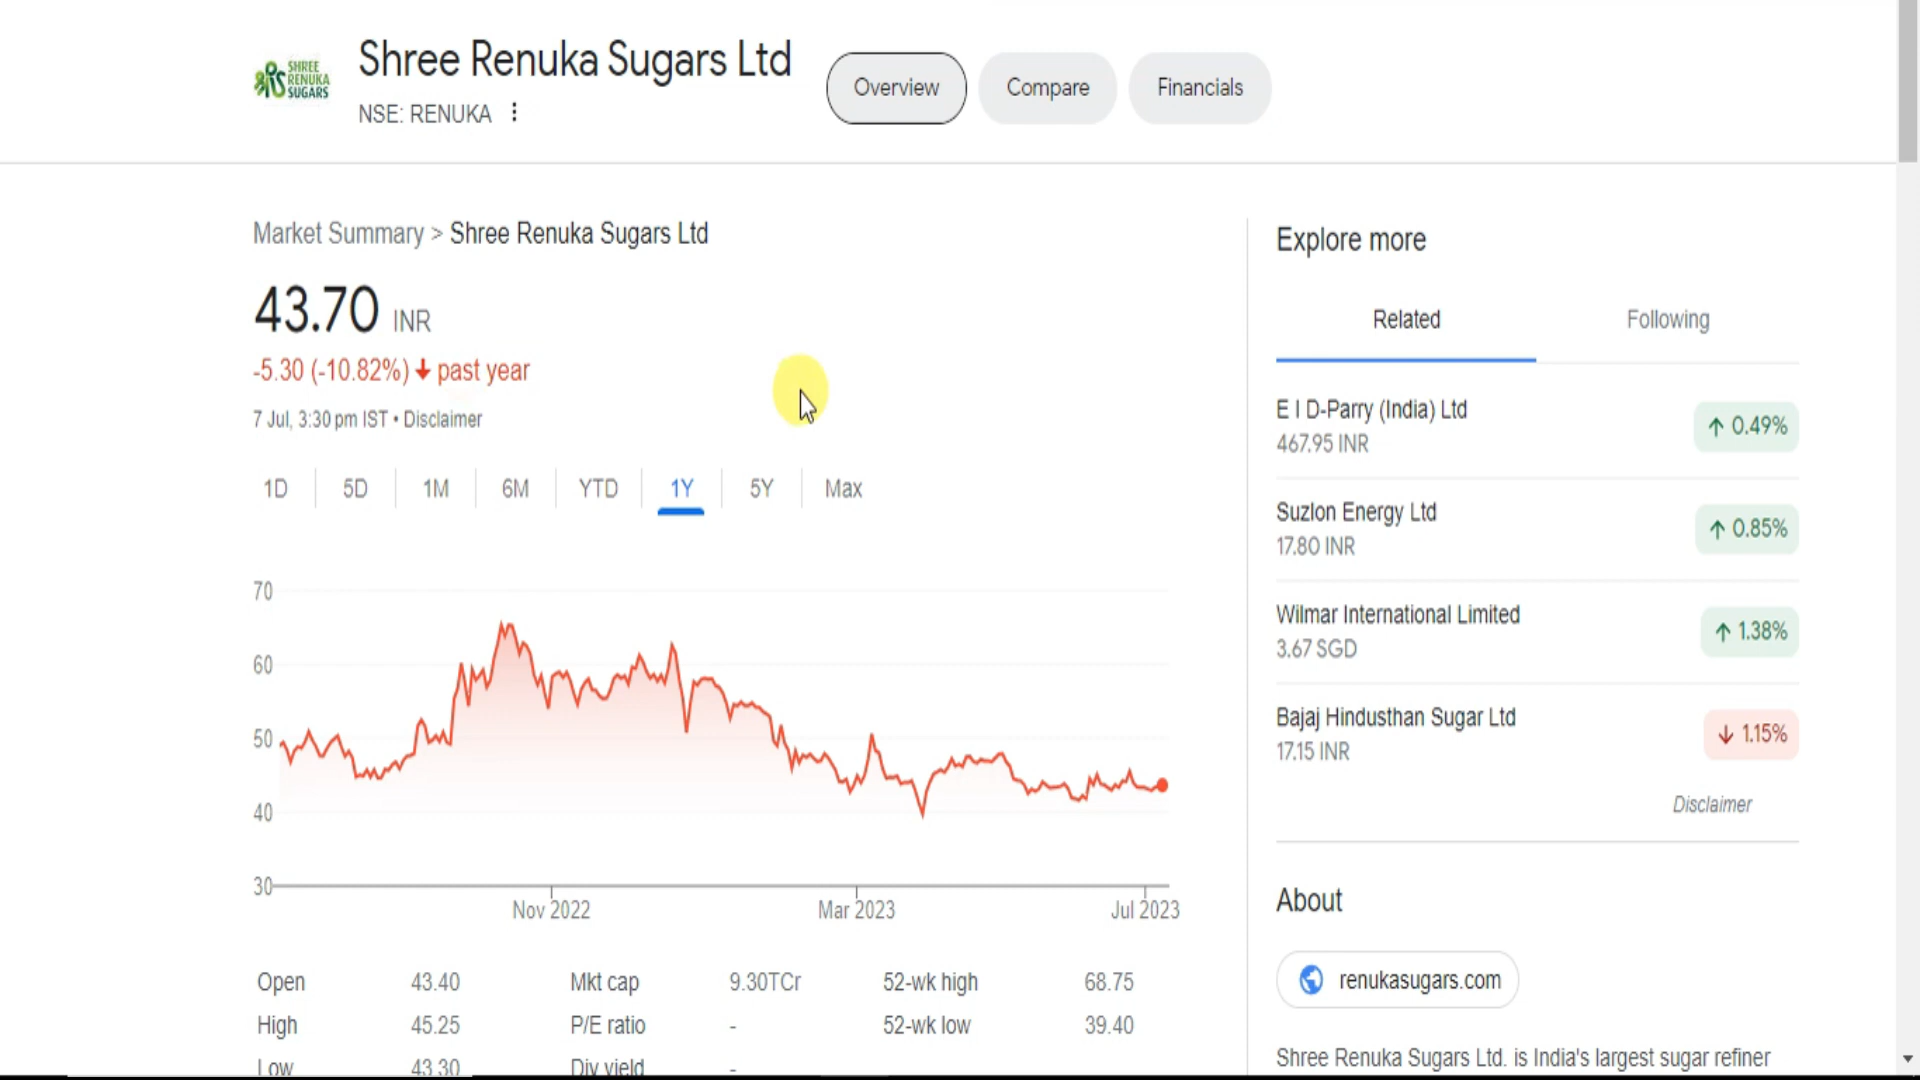 SHREE
RENUKA
SUGARS
Shree Renuka Sugars Ltd
NSE: RENUKA
Overview
Compare
Financials
Market Summary > Shree Renuka Sugars Ltd
43.70 INR
-5.30 (-10.82%) ↓ past year
7 Jul, 3:30 pm IST • Disclaimer
1D 5D 1M 6M YTD 1Y 5Y Max
70
60
50
40
30
Nov 2022 Mar 2023 Jul 2023
Open 43.40 Mkt cap 9.30TCr 52-wk high 68.75
High 45.25 P/E ratio - 52-wk low 39.40
Low 43.30 Div yield -
Explore more
Related Following
E I D-Parry (India) Ltd
467.95 INR
↑ 0.49%
Suzlon Energy Ltd
17.80 INR
↑ 0.85%
Wilmar International Limited
3.67 SGD
↑ 1.38%
Bajaj Hindusthan Sugar Ltd
17.15 INR
↓ 1.15%
Disclaimer
About
renukasugars.com
Shree Renuka Sugars Ltd. is India's largest sugar refiner